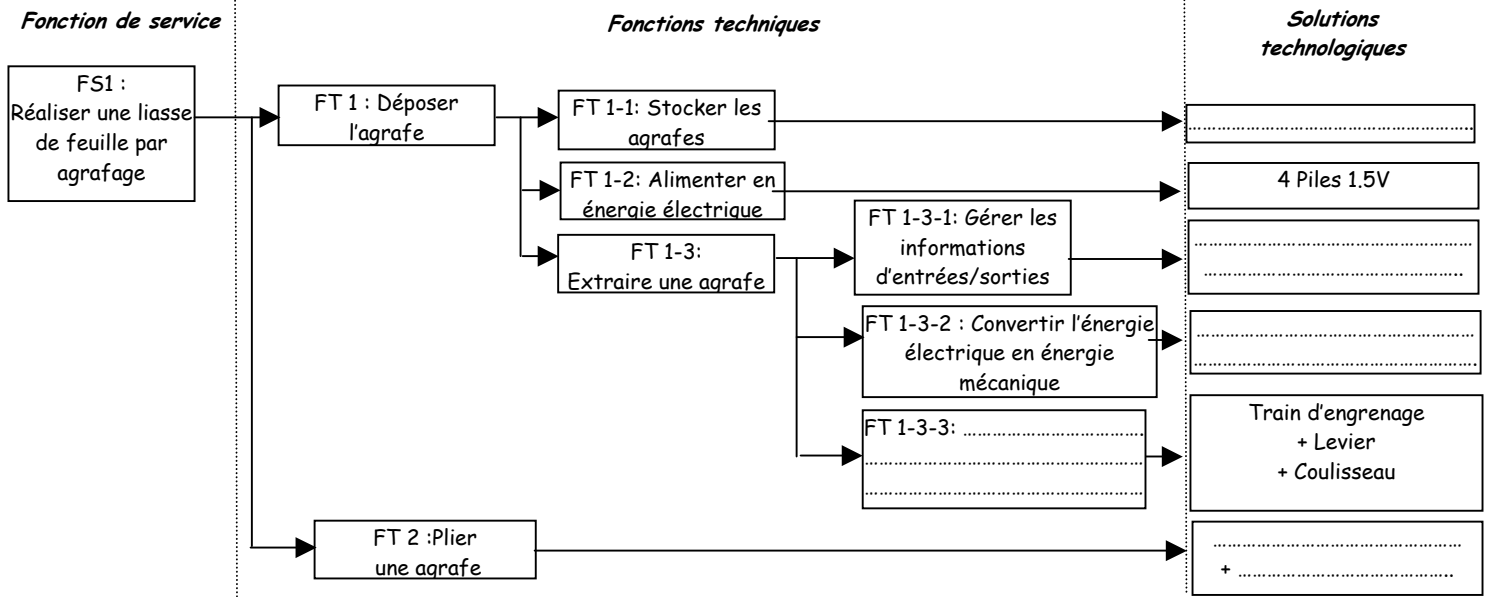 Fonction de service
Fonctions techniques
Solutions
technologiques
FS1 :
Réaliser une liasse
de feuille par
agrafage
FT 1 : Déposer
l'agrafe
FT 1-1: Stocker les
agrafes
…………………………………………………..
FT 1-2: Alimenter en
énergie électrique
4 Piles 1.5V
FT 1-3:
Extraire une agrafe
FT 1-3-1: Gérer les
informations
d'entrées/sorties
…………………………………………………
……………………………………………..
FT 1-3-2 : Convertir l'énergie
électrique en énergie
mécanique
…………………………………………………
………………………………………………….
FT 1-3-3: ……………………………….
…………………………………………………
…………………………………………………
Train d'engrenage
+ Levier
+ Coulisseau
FT 2 :Plier
une agrafe
……………………………………………
+ ……………………………………..